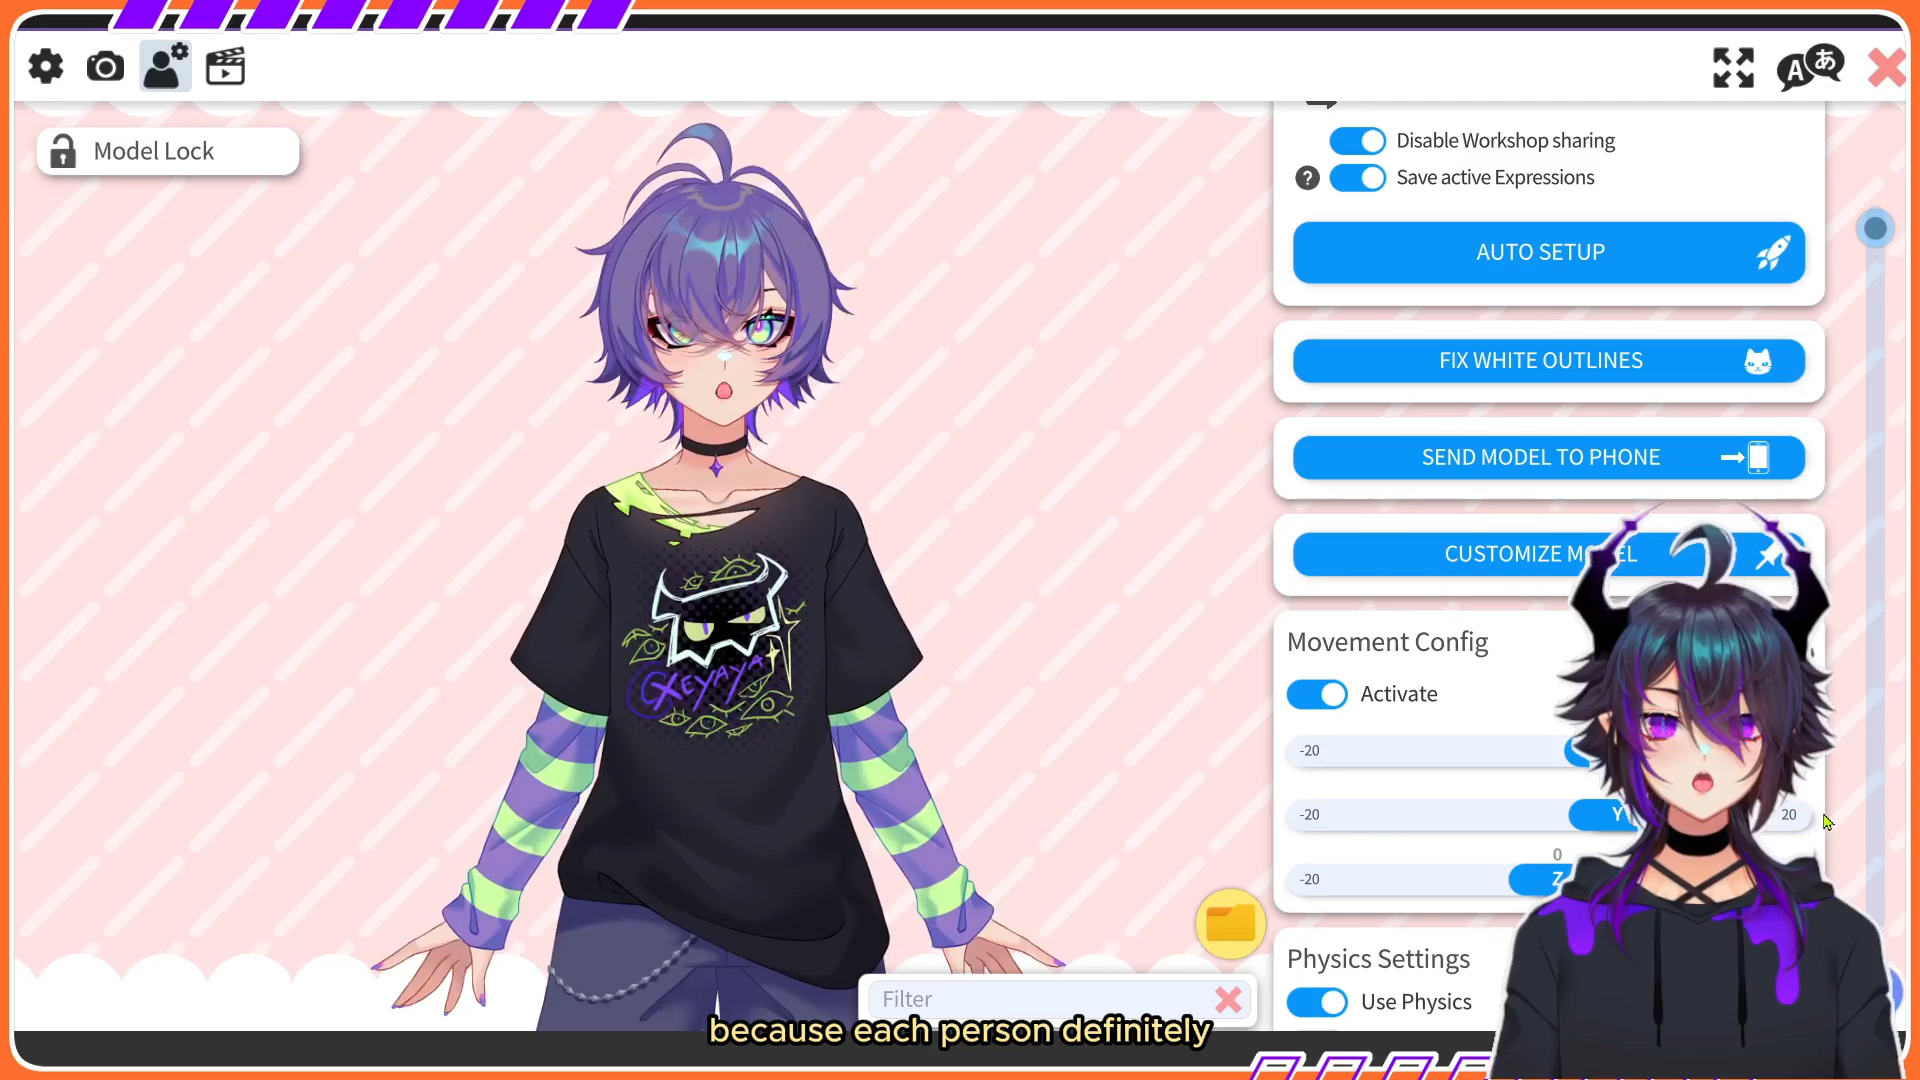 A あ
Model Lock
Disable Workshop sharing
? Save active Expressions
AUTO SETUP
FIX WHITE OUTLINES
SEND MODEL TO PHONE
Movement Config
Activate
-20
-20 Y 20
0
-20 Z
Physics Settings
Use Physics
Filter
because each person definitely
CUSTOMIZE